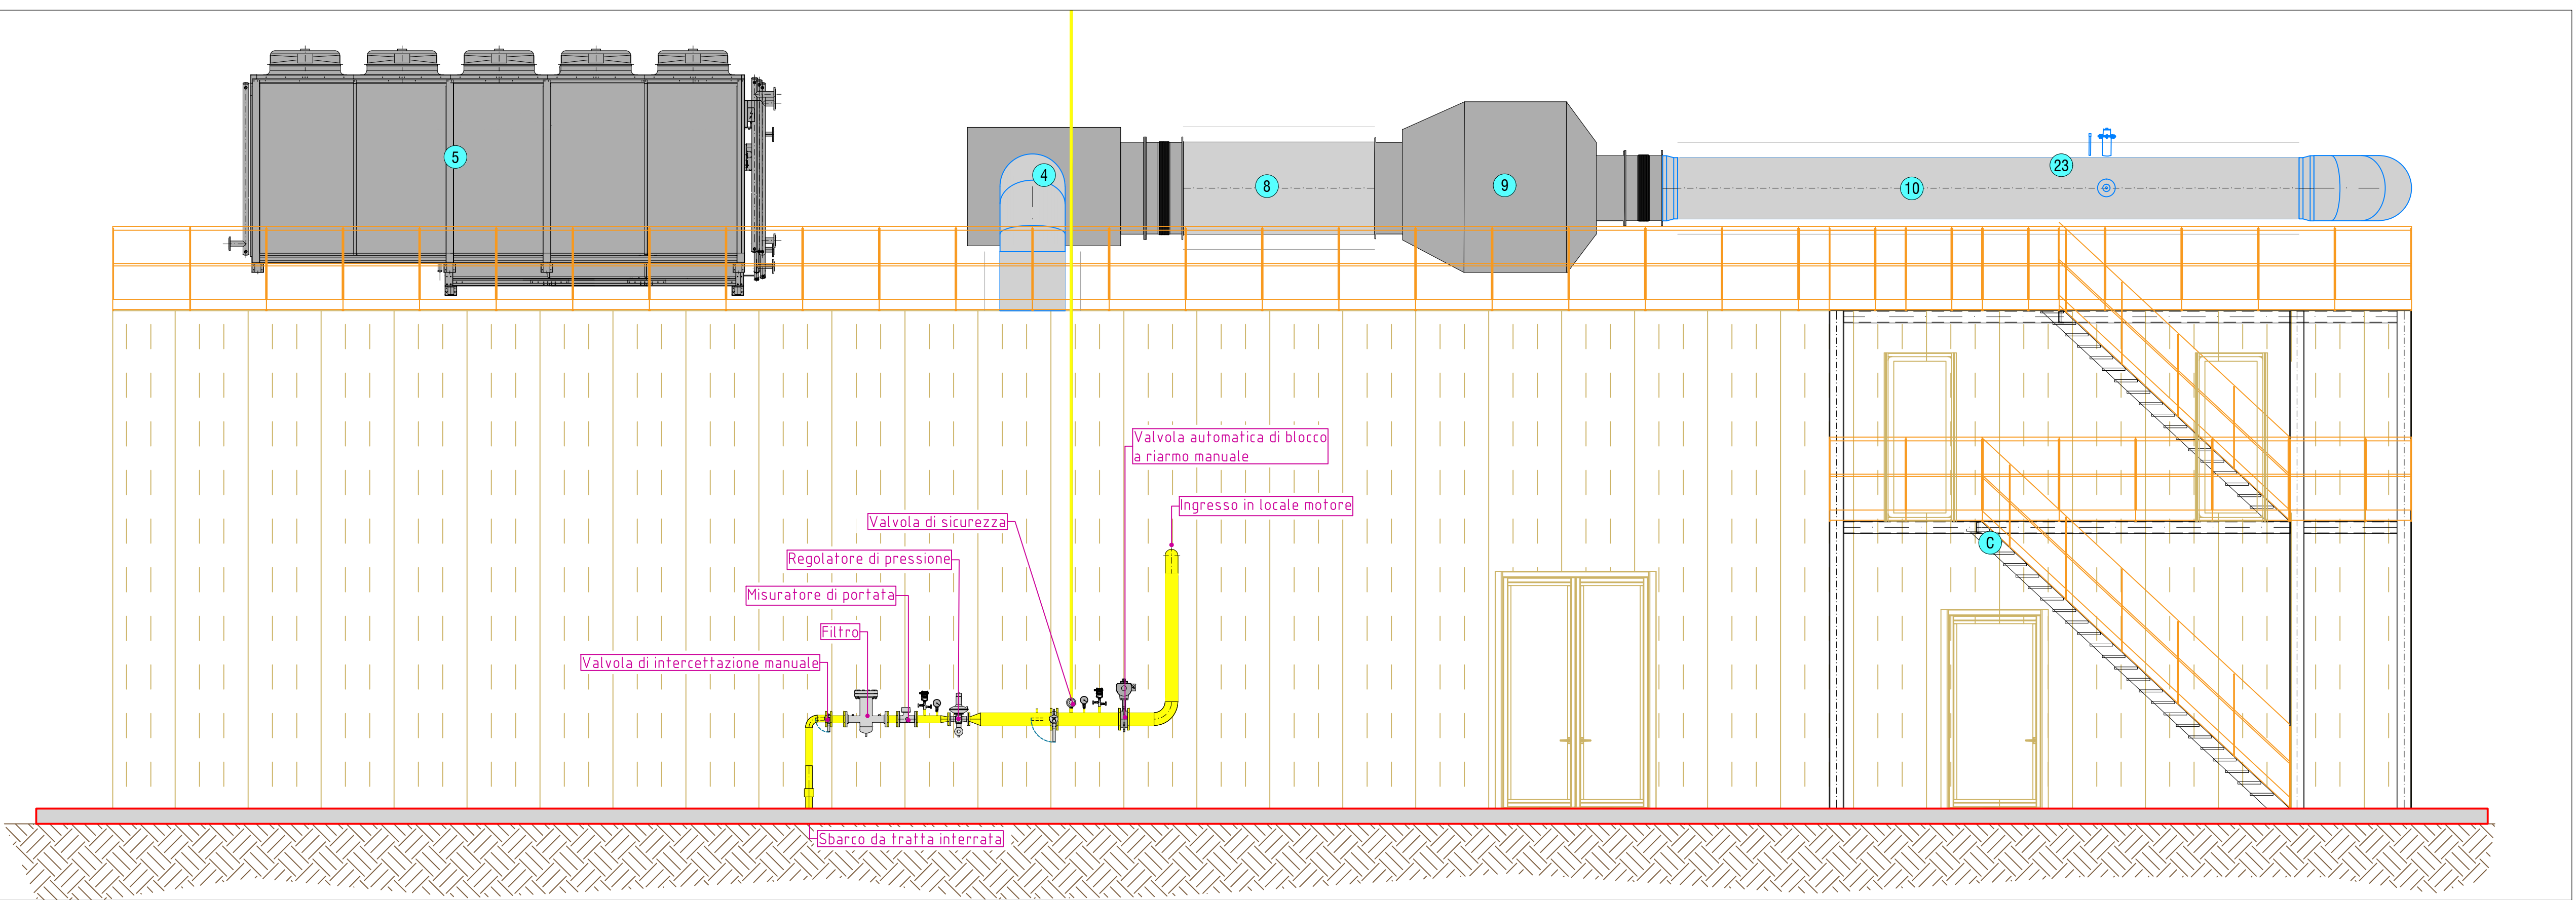 5
4
8
9
10
23
Valvola automatica di blocco
a riarmo manuale
Ingresso in locale motore
Valvola di sicurezza
C
Regolatore di pressione
Misuratore di portata
Filtro
Valvola di intercettazione manuale
Sbarco da tratta interrata